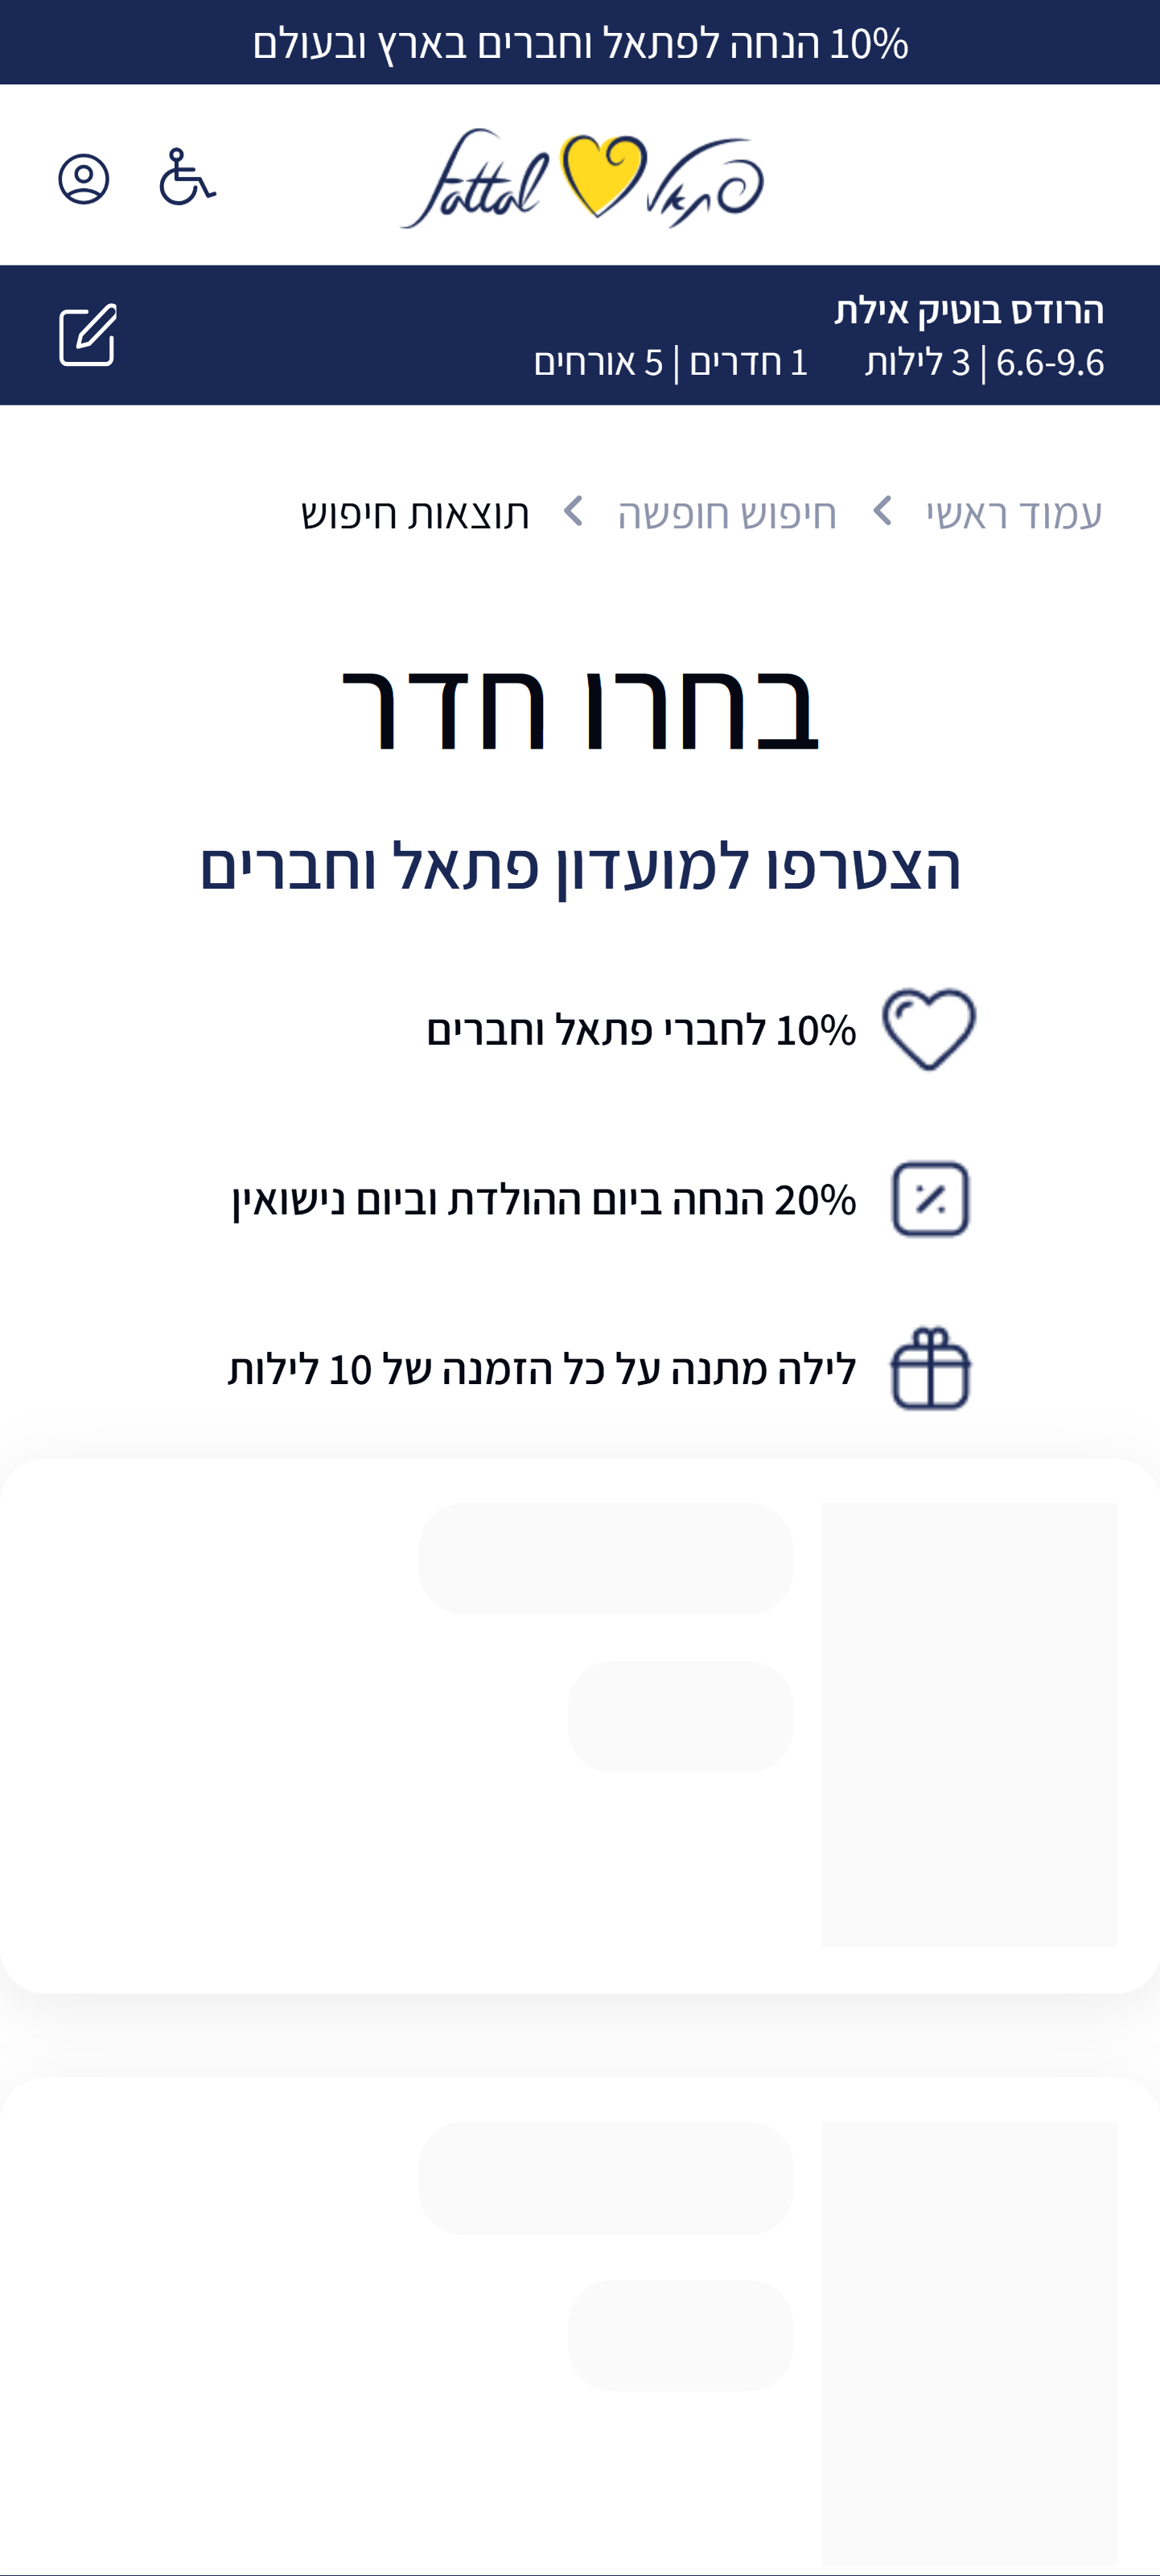 10% הנחה לפתאל וחברים בארץ ובעולם
פתאל fattal
הרודס בוטיק אילת
6.6-9.6 | 3 לילות 1 חדרים | 5 אורחים
עמוד ראשי > חיפוש חופשה > תוצאות חיפוש
בחרו חדר
הצטרפו למועדון פתאל וחברים
10% לחברי פתאל וחברים
20% הנחה ביום ההולדת וביום נישואין
לילה מתנה על כל הזמנה של 10 לילות